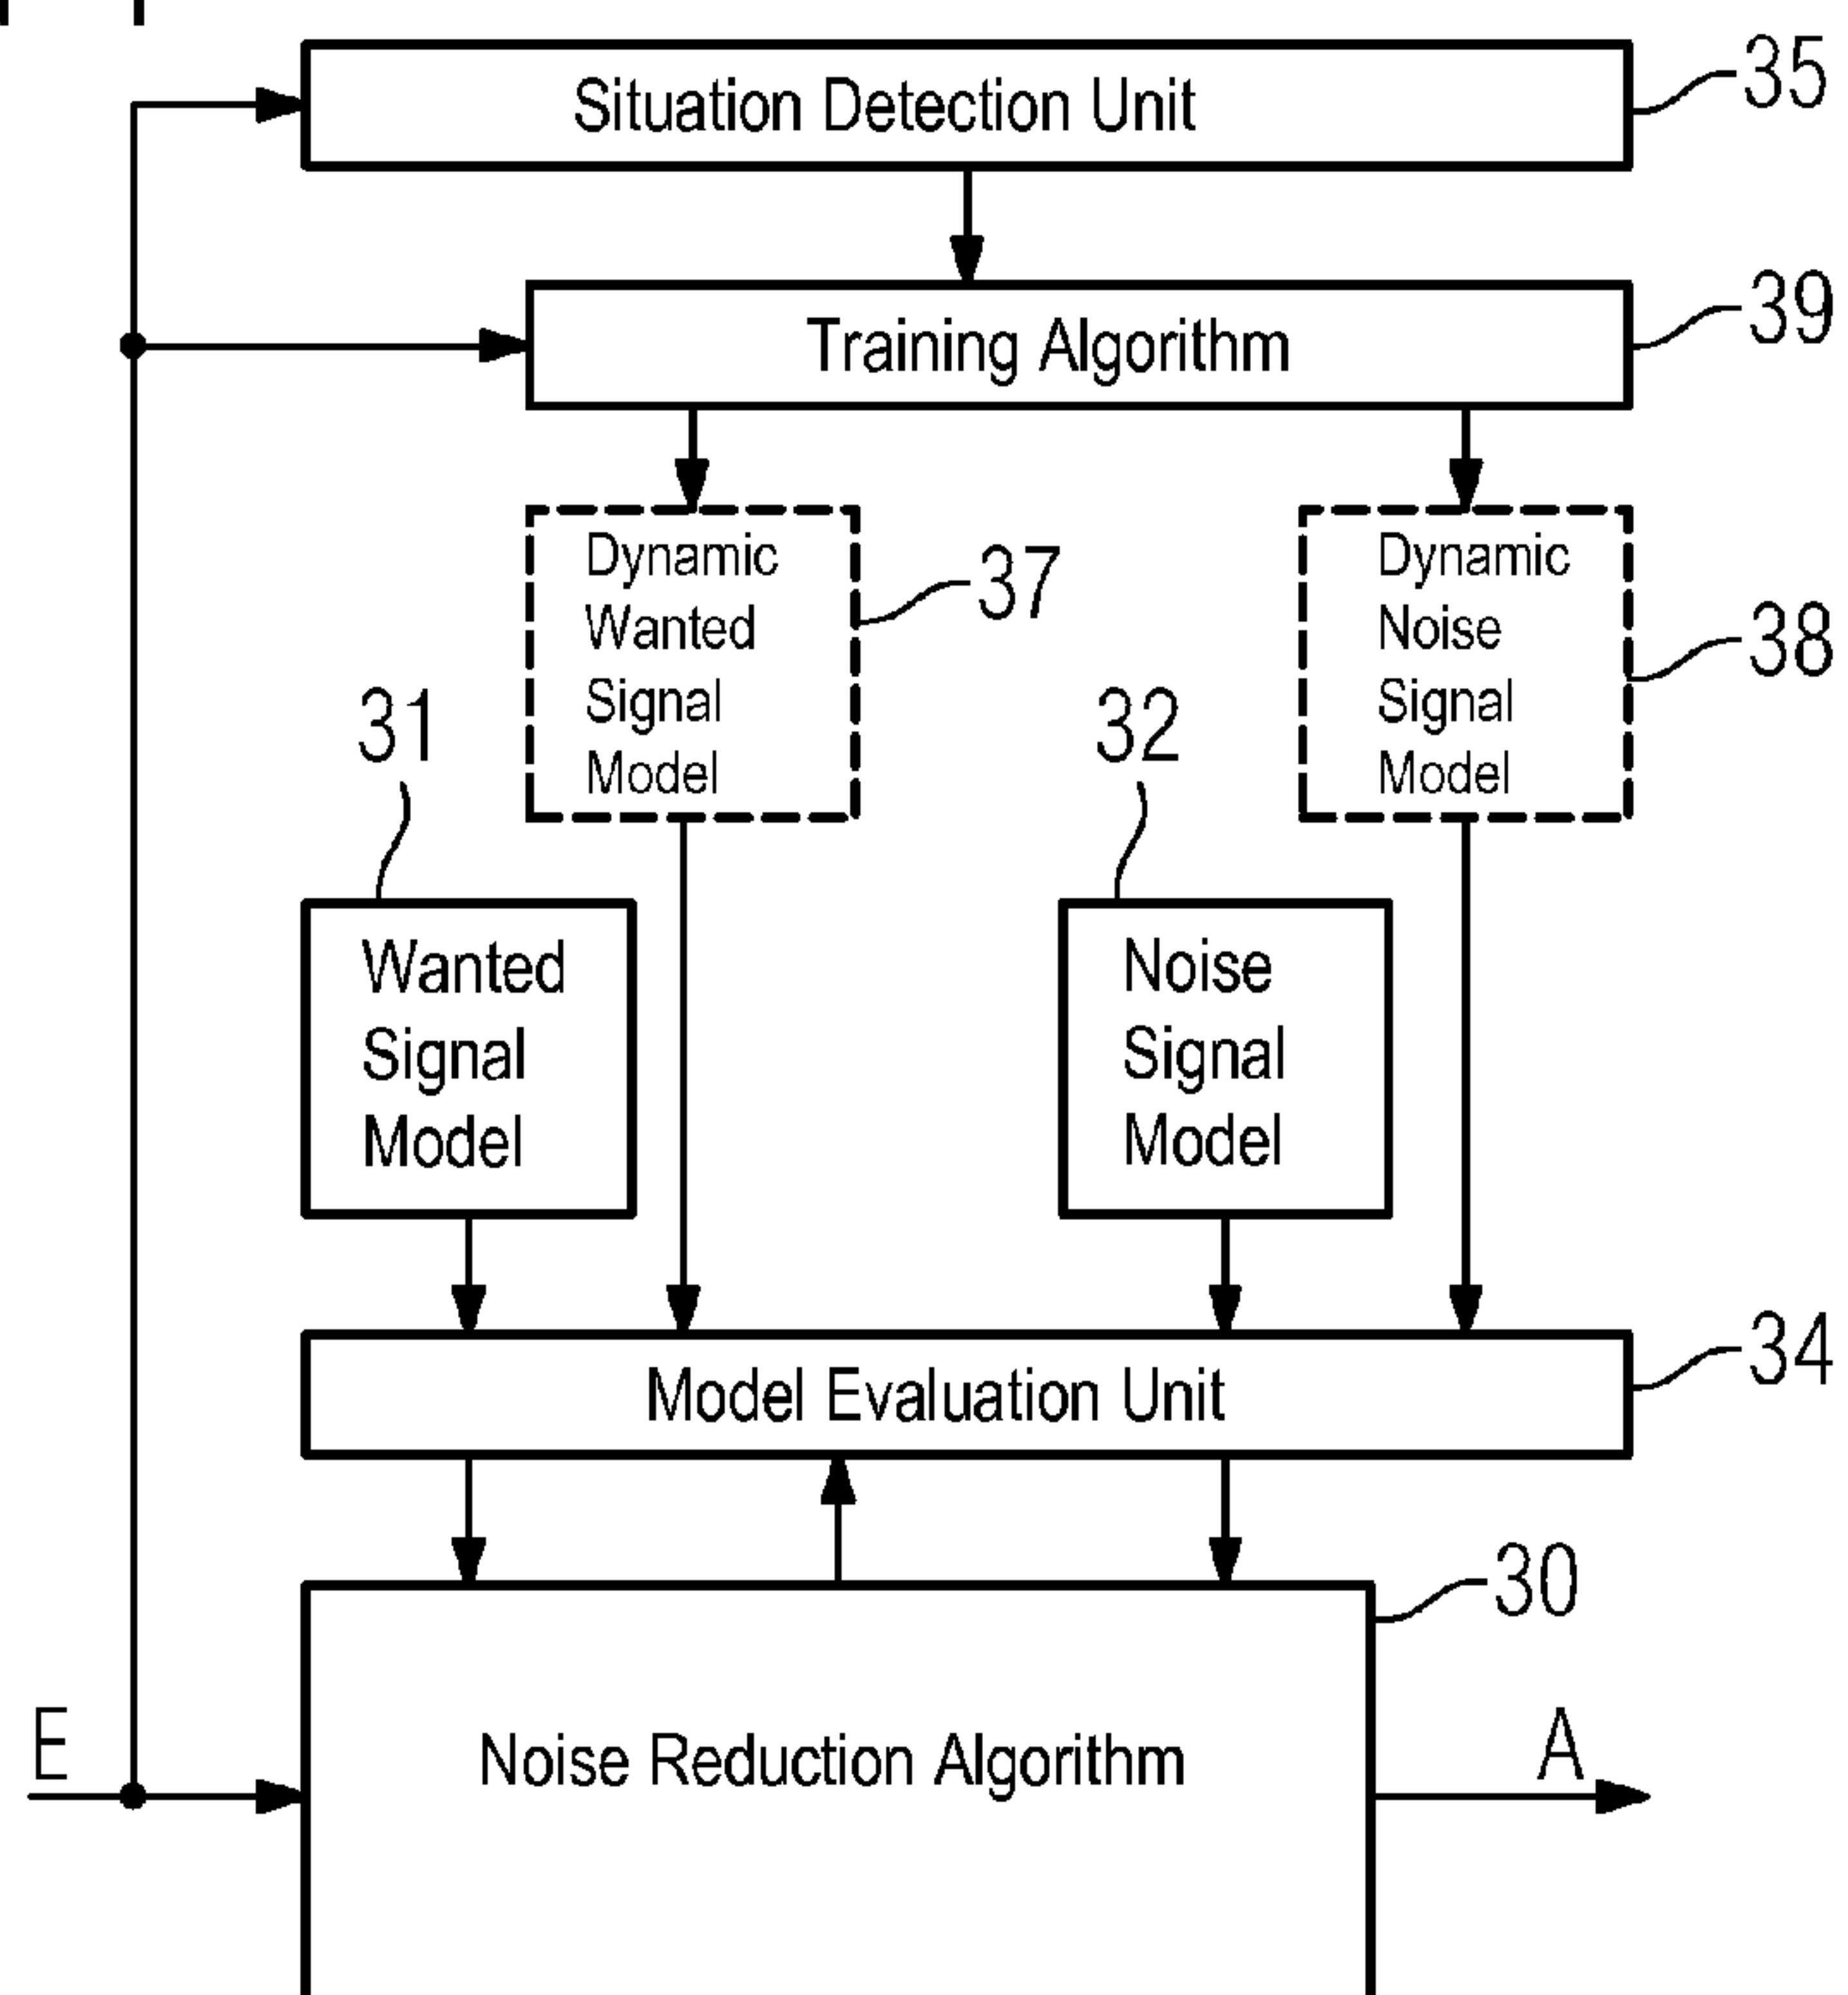 Situation Detection Unit
35
Training Algorithm
39
Dynamic
Wanted
Signal
Model
37
Dynamic
Noise
Signal
Model
38
31
32
Wanted
Signal
Model
Noise
Signal
Model
Model Evaluation Unit
34
30
E
Noise Reduction Algorithm
A